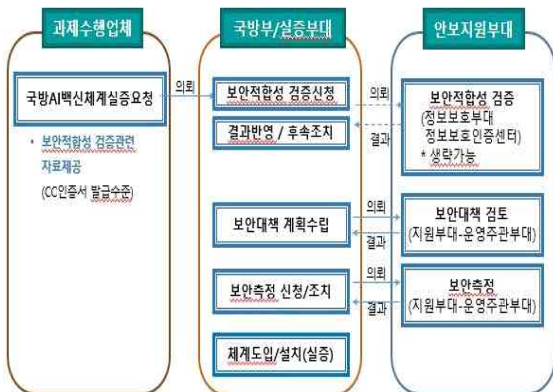 과제수행업체
국방AI백신체계실증요청
• 보안적합성 검증관련
자료제공
(CC인증서 발급수준)
의뢰
국방부/실증부대
보안적합성 검증신청
결과반영 / 후속조치
보안대책 계획수립
보안측정 신청/조치
체계도입/설치(실증)
의뢰
결과
의뢰
결과
의뢰
결과
안보지원부대
보안적합성 검증
(정보보호부대
정보보호인증센터)
* 생략가능
보안대책 검토
(지원부대-운영주관부대)
보안측정
(지원부대-운영주관부대)